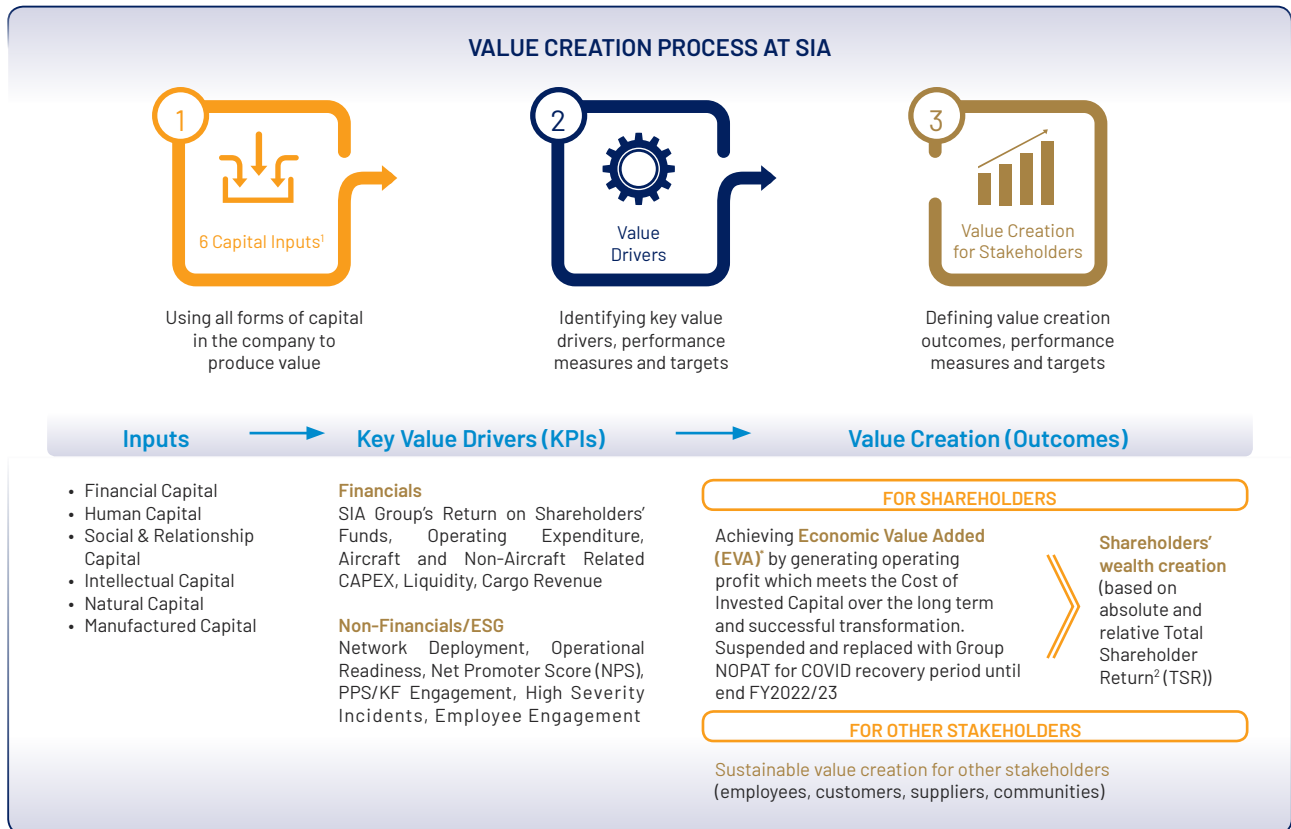 VALUE CREATION PROCESS AT SIA
1
6 Capital Inputs¹
Using all forms of capital
in the company to
produce value
2
Value
Drivers
Identifying key value
drivers, performance
measures and targets
3
Value Creation
for Stakeholders
Defining value creation
outcomes, performance
measures and targets
Inputs
Key Value Drivers (KPIs)
Value Creation (Outcomes)
• Financial Capital
• Human Capital
• Social & Relationship
Capital
• Intellectual Capital
• Natural Capital
• Manufactured Capital
Financials
SIA Group's Return on Shareholders'
Funds, Operating Expenditure,
Aircraft and Non-Aircraft Related
CAPEX, Liquidity, Cargo Revenue
Non-Financials/ESG
Network Deployment, Operational
Readiness, Net Promoter Score (NPS),
PPS/KF Engagement, High Severity
Incidents, Employee Engagement
FOR SHAREHOLDERS
Achieving Economic Value Added
(EVA)* by generating operating
profit which meets the Cost of
Invested Capital over the long term
and successful transformation.
Suspended and replaced with Group
NOPAT for COVID recovery period until
end FY2022/23
Shareholders'
wealth creation
(based on
absolute and
relative Total
Shareholder
Return² (TSR))
FOR OTHER STAKEHOLDERS
Sustainable value creation for other stakeholders
(employees, customers, suppliers, communities)